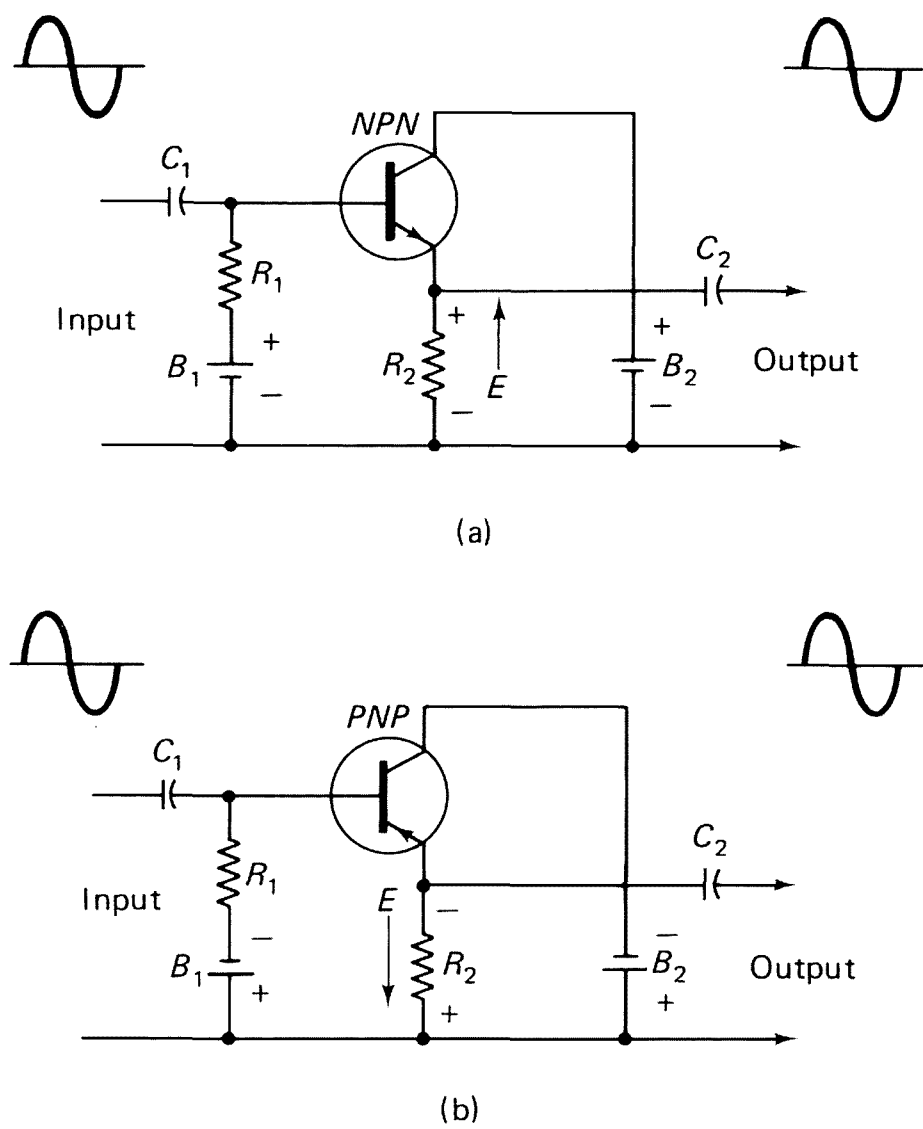 NPN
C1
C2
R1
+
+
Input
+
B1
R2
B2
Output
E
−
−
−
(a)
PNP
C1
C2
R1
E
−
Input
−
−
B1
R2
B2
Output
+
+
+
(b)